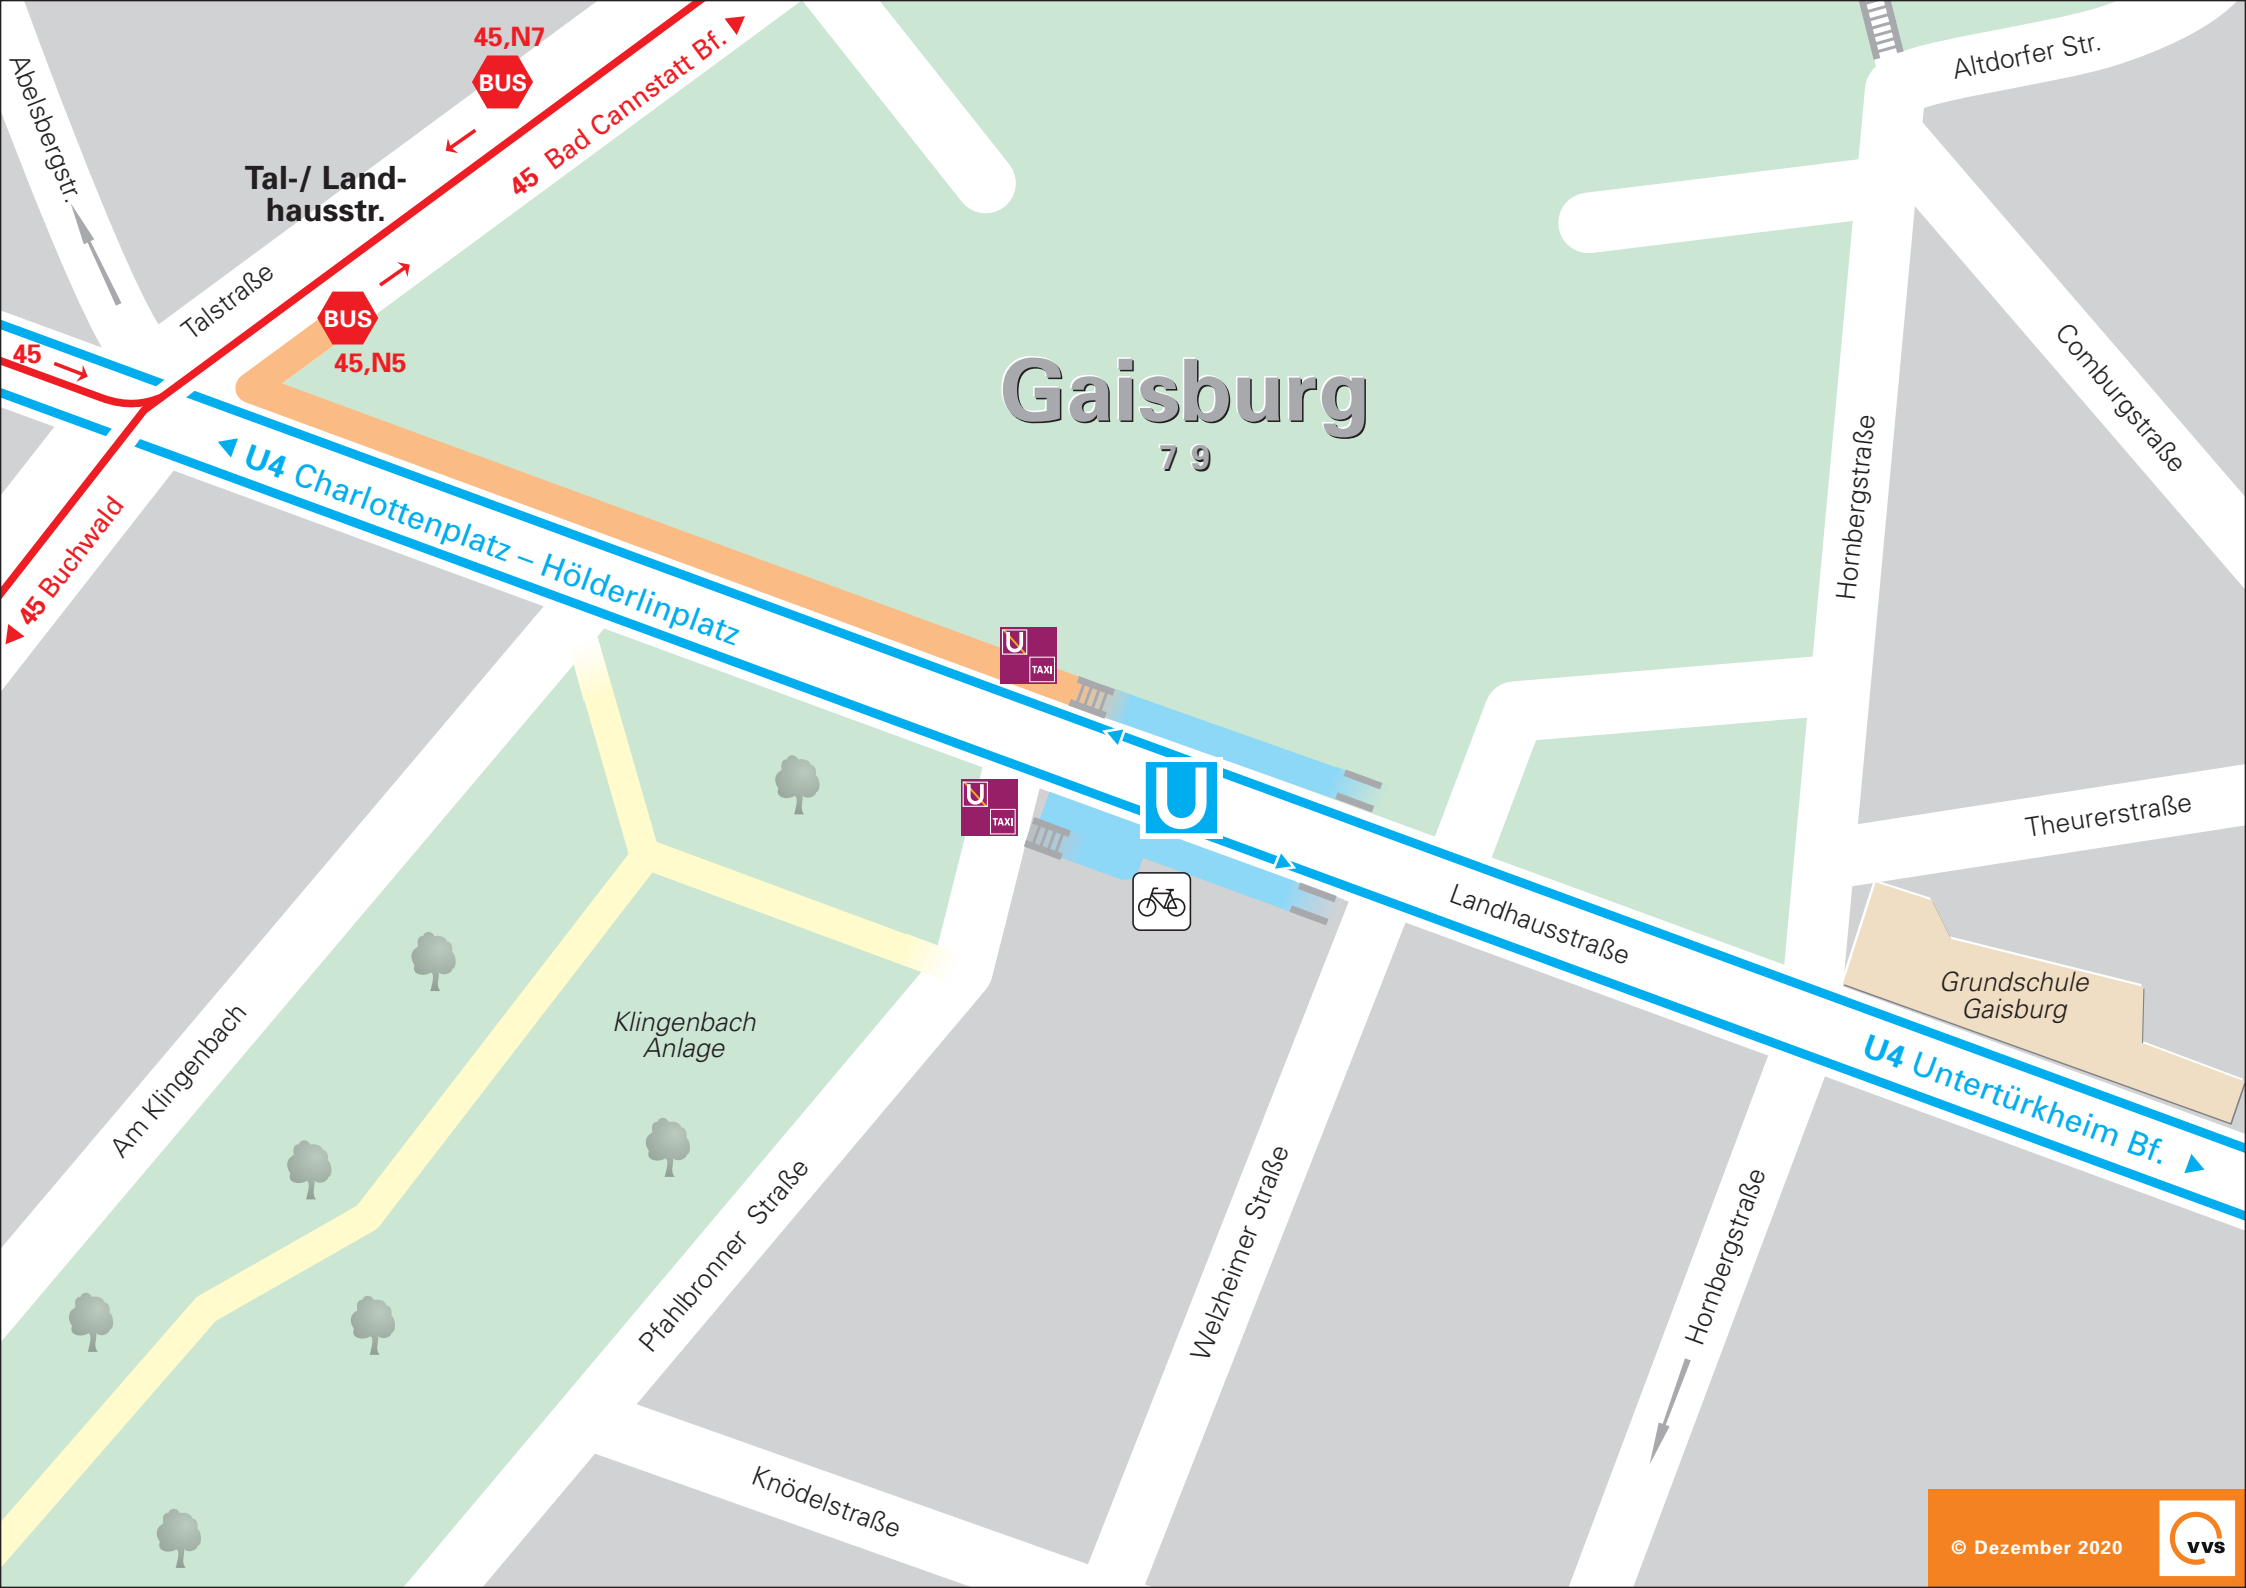 45,N7
BUS
Altdorfer Str.
Abelsbergstr.
45 Bad Cannstatt Bf.
Tal-/ Land-
hausstr.
Talstraße
BUS
45,N5
45
Gaisburg
7 9
Comburgstraße
Hornbergstraße
U4 Charlottenplatz – Hölderlinplatz
45 Buchwald
U
TAXI
U
TAXI
U
Theurerstraße
Landhausstraße
Grundschule
Gaisburg
Klingenbach
Anlage
Am Klingenbach
U4 Untertürkheim Bf.
Pfahlbronner Straße
Welzheimer Straße
Hornbergstraße
Knödelstraße
© Dezember 2020
vvs